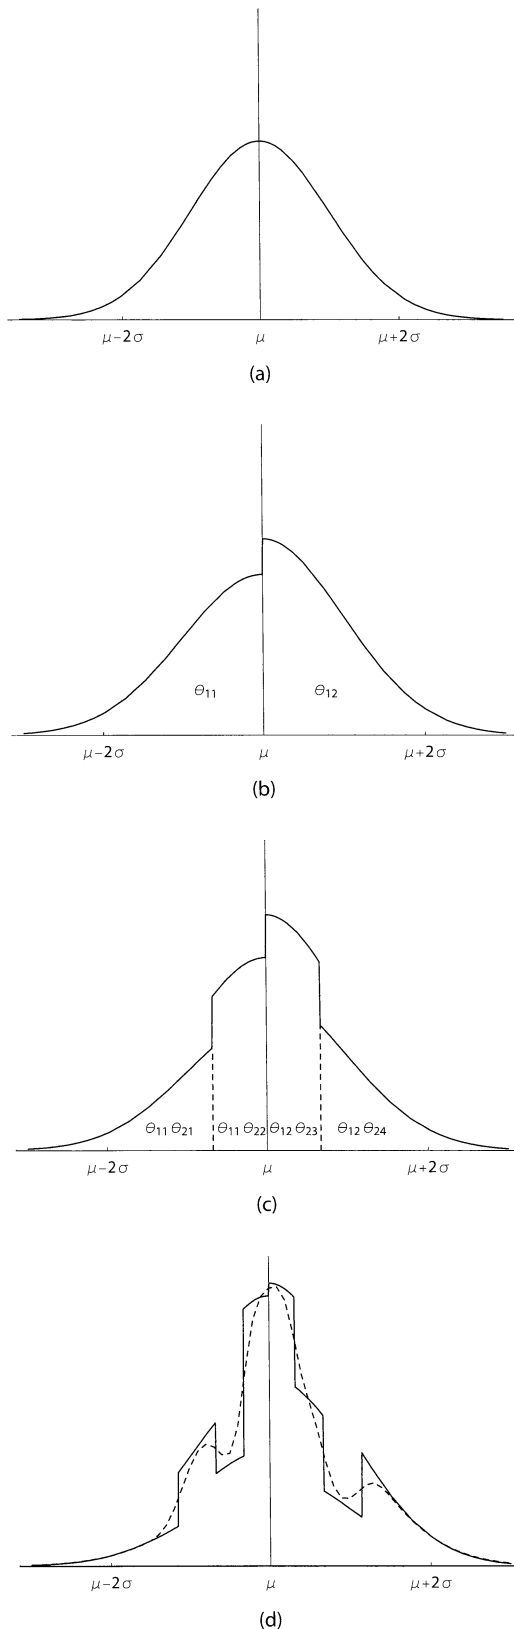 μ−2σ μ μ+2σ
(a)
θ₁₁ θ₁₂
μ−2σ μ μ+2σ
(b)
θ₁₁ θ₂₁ θ₁₁ θ₂₂ θ₁₂ θ₂₃ θ₁₂ θ₂₄
μ−2σ μ μ+2σ
(c)
μ−2σ μ μ+2σ
(d)